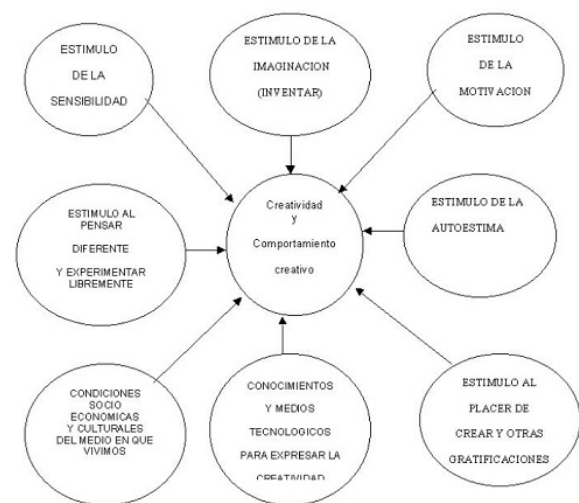 ESTIMULO
DE LA
SENSIBILIDAD
ESTIMULO DE LA
IMAGINACION
(INVENTAR)
ESTIMULO
DE LA
MOTIVACION
ESTIMULO AL
PENSAR
DIFERENTE
Y EXPERIMENTAR
LIBREMENTE
Creatividad
y
Comportamiento
creativo
ESTIMULO DE LA
AUTOESTIMA
CONDICIONES
SOCIO
ECONOMICAS
Y CULTURALES
DEL MEDIO EN QUE
VIVIMOS
CONOCIMIENTOS
Y MEDIOS
TECNOLOGICOS
PARA EXPRESAR LA
CREATIVIDAD
ESTIMULO AL
PLACER DE
CREAR Y OTRAS
GRATIFICACIONES